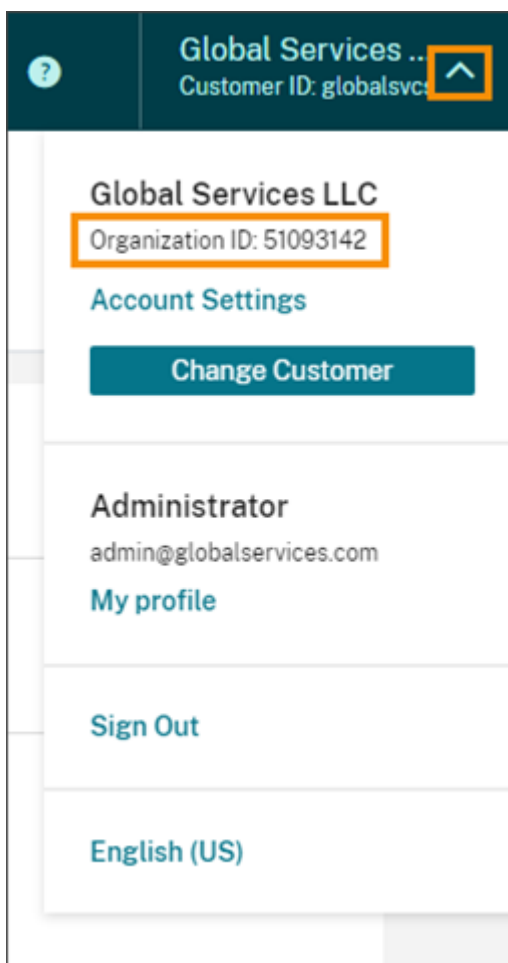 ?
Global Services ...
Customer ID: globalsvc
Global Services LLC
Organization ID: 51093142
Account Settings
Change Customer
Administrator
admin@globalservices.com
My profile
Sign Out
English (US)